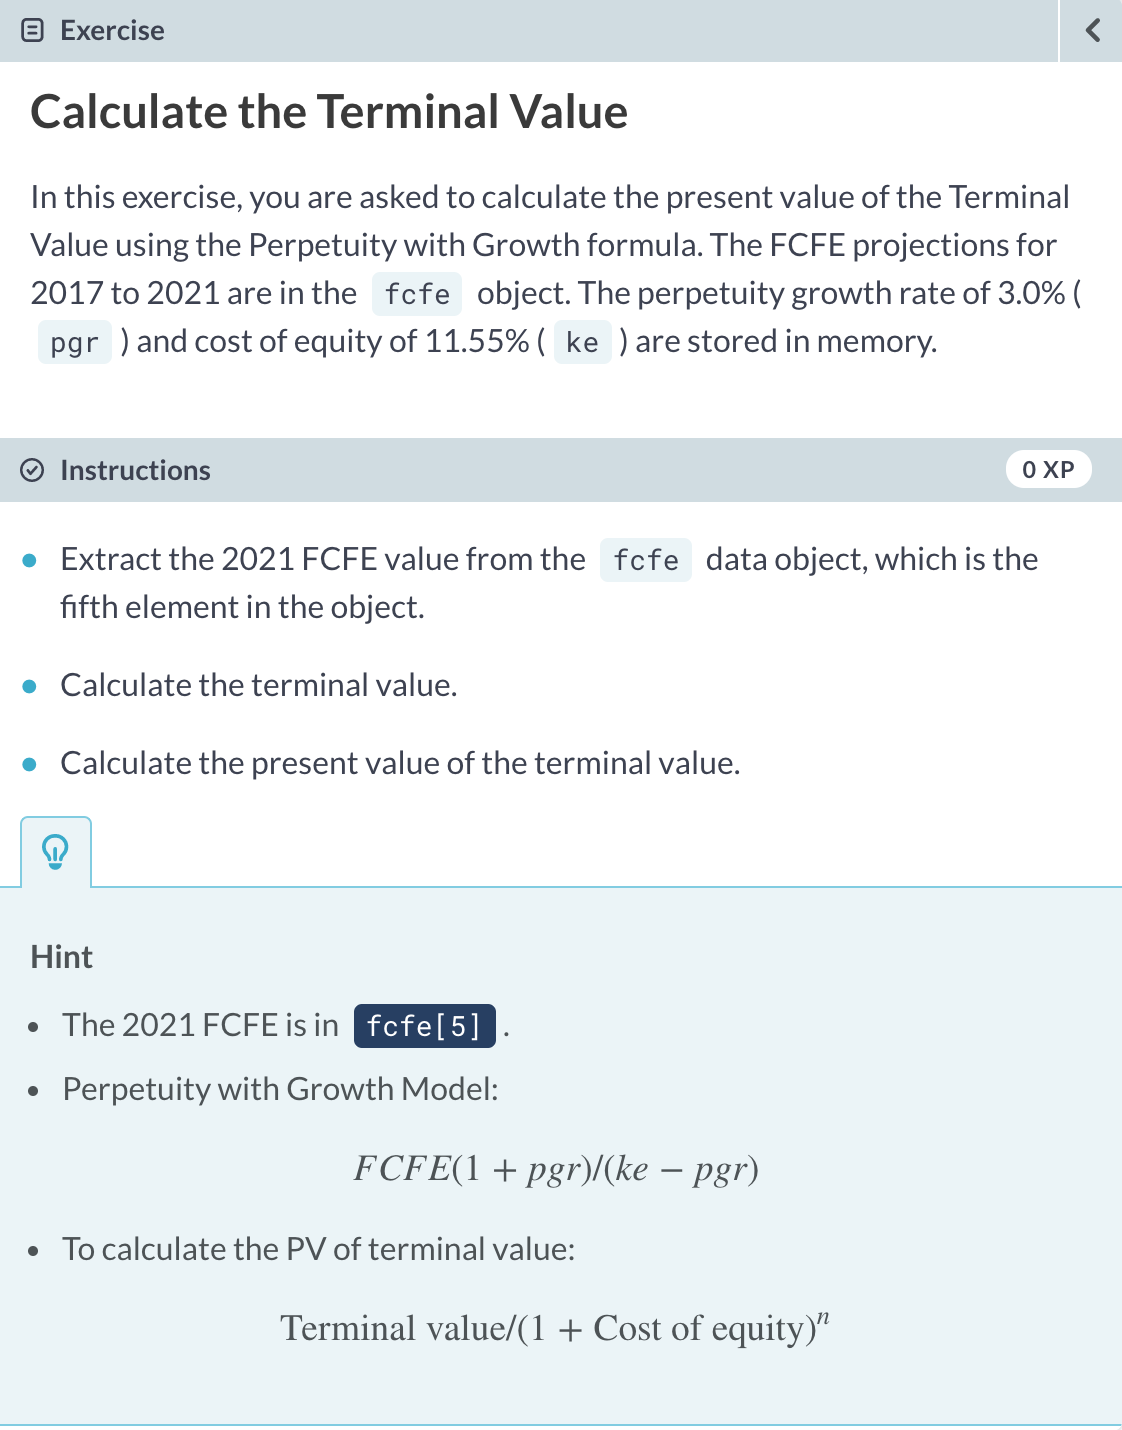 Exercise
Calculate the Terminal Value
In this exercise, you are asked to calculate the present value of the Terminal
Value using the Perpetuity with Growth formula. The FCFE projections for
2017 to 2021 are in the fcfe object. The perpetuity growth rate of 3.0% (
pgr ) and cost of equity of 11.55% ( ke ) are stored in memory.
Instructions
0 XP
Extract the 2021 FCFE value from the fcfe data object, which is the
fifth element in the object.
Calculate the terminal value.
Calculate the present value of the terminal value.
Hint
The 2021 FCFE is in fcfe[5] .
Perpetuity with Growth Model:
FCFE(1 + pgr)/(ke − pgr)
To calculate the PV of terminal value:
Terminal value/(1 + Cost of equity)ⁿ